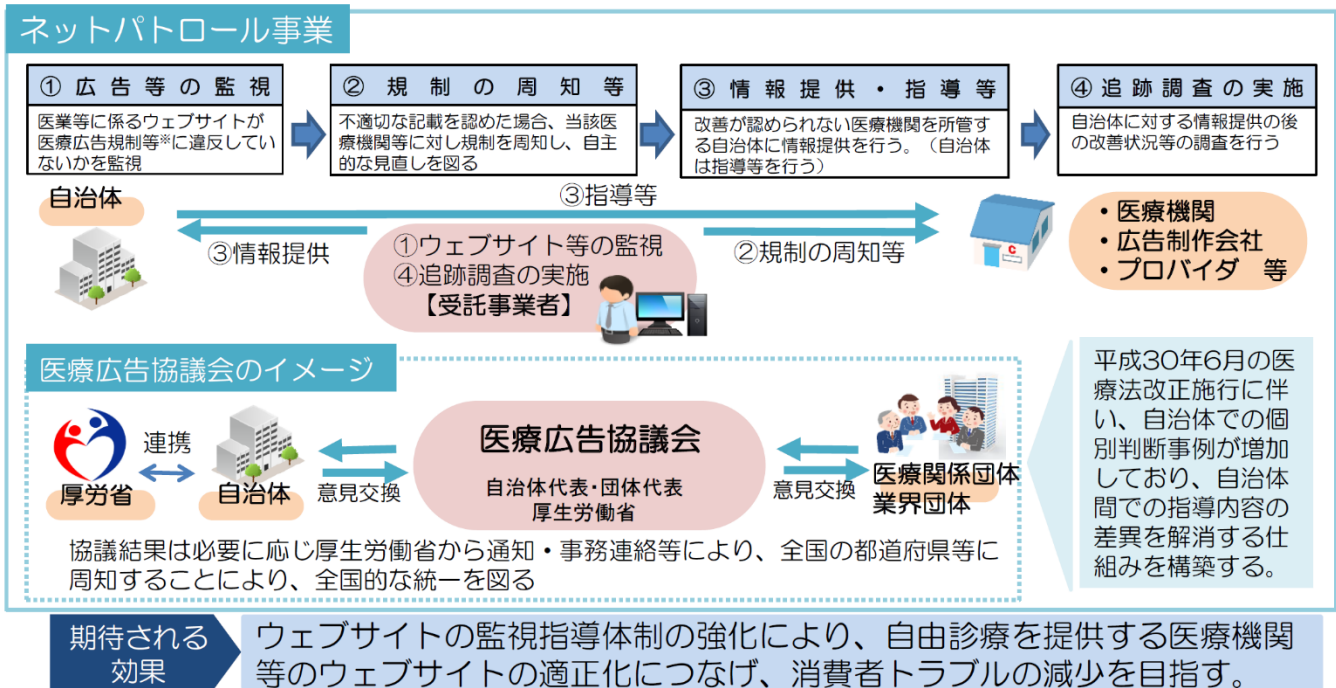 ネットパトロール事業
①広告等の監視
医業等に係るウェブサイトが
医療広告規制等※に違反してい
ないかを監視
②規制の周知等
不適切な記載を認めた場合、当該医
療機関等に対し規制を周知し、自主
的な見直しを図る
③情報提供・指導等
改善が認められない医療機関を所管す
る自治体に情報提供を行う。（自治体
は指導等を行う）
④追跡調査の実施
自治体に対する情報提供の後
の改善状況等の調査を行う
自治体
③指導等
③情報提供
①ウェブサイト等の監視
④追跡調査の実施
【受託事業者】
②規制の周知等
・医療機関
・広告制作会社
・プロバイダ　等
C
医療広告協議会のイメージ
厚労省
連携
自治体
意見交換
医療広告協議会
自治体代表・団体代表
厚生労働省
意見交換
医療関係団体
業界団体
協議結果は必要に応じ厚生労働省から通知・事務連絡等により、全国の都道府県等に
周知することにより、全国的な統一を図る
平成30年6月の医
療法改正施行に伴
い、自治体での個
別判断事例が増加
しており、自治体
間での指導内容の
差異を解消する仕
組みを構築する。
期待される
効果
ウェブサイトの監視指導体制の強化により、自由診療を提供する医療機関
等のウェブサイトの適正化につなげ、消費者トラブルの減少を目指す。